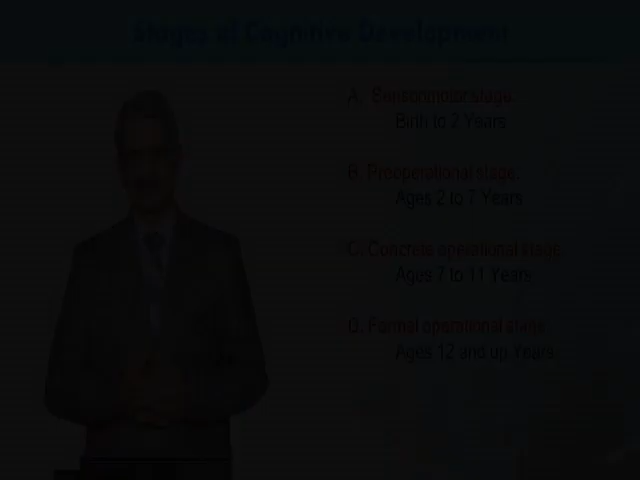 Stages of Cognitive Development
A. Sensorimotor stage.
Birth to 2 Years
B. Preoperational stage.
Ages 2 to 7 Years
C. Concrete operational stage.
Ages 7 to 11 Years
D. Formal operational stage.
Ages 12 and up Years